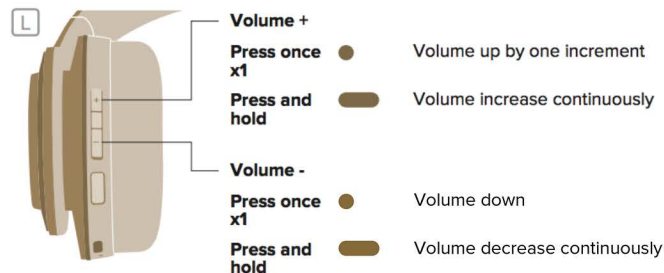 L
Volume +
Press once
x1
Volume up by one increment
Press and
hold
Volume increase continuously
+
-
Volume -
Press once
x1
Volume down
Press and
hold
Volume decrease continuously